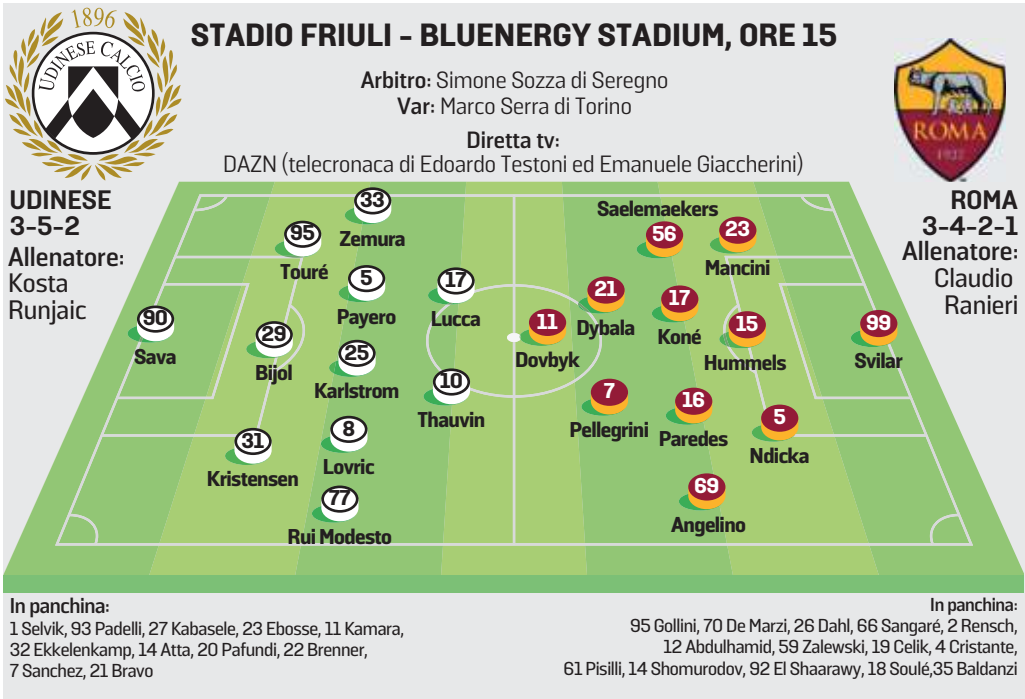 1896
UDINESE CALCIO
STADIO FRIULI - BLUENERGY STADIUM, ORE 15
Arbitro: Simone Sozza di Seregno
Var: Marco Serra di Torino
Diretta tv:
DAZN (telecronaca di Edoardo Testoni ed Emanuele Giaccherini)
ROMA
1927
UDINESE
3-5-2
Allenatore:
Kosta
Runjaic
ROMA
3-4-2-1
Allenatore:
Claudio
Ranieri
90
Sava
95
Touré
29
Bijol
31
Kristensen
33
Zemura
5
Payero
25
Karlstrom
8
Lovric
77
Rui Modesto
17
Lucca
10
Thauvin
11
Dovbyk
21
Dybala
7
Pellegrini
Saelemaekers
56
17
Koné
16
Paredes
69
Angelino
23
Mancini
15
Hummels
5
Ndicka
99
Svilar
In panchina:
1 Selvik, 93 Padelli, 27 Kabasele, 23 Ebosse, 11 Kamara,
32 Ekkelenkamp, 14 Atta, 20 Pafundi, 22 Brenner,
7 Sanchez, 21 Bravo
In panchina:
95 Gollini, 70 De Marzi, 26 Dahl, 66 Sangaré, 2 Rensch,
12 Abdulhamid, 59 Zalewski, 19 Celik, 4 Cristante,
61 Pisilli, 14 Shomurodov, 92 El Shaarawy, 18 Soulé,35 Baldanzi